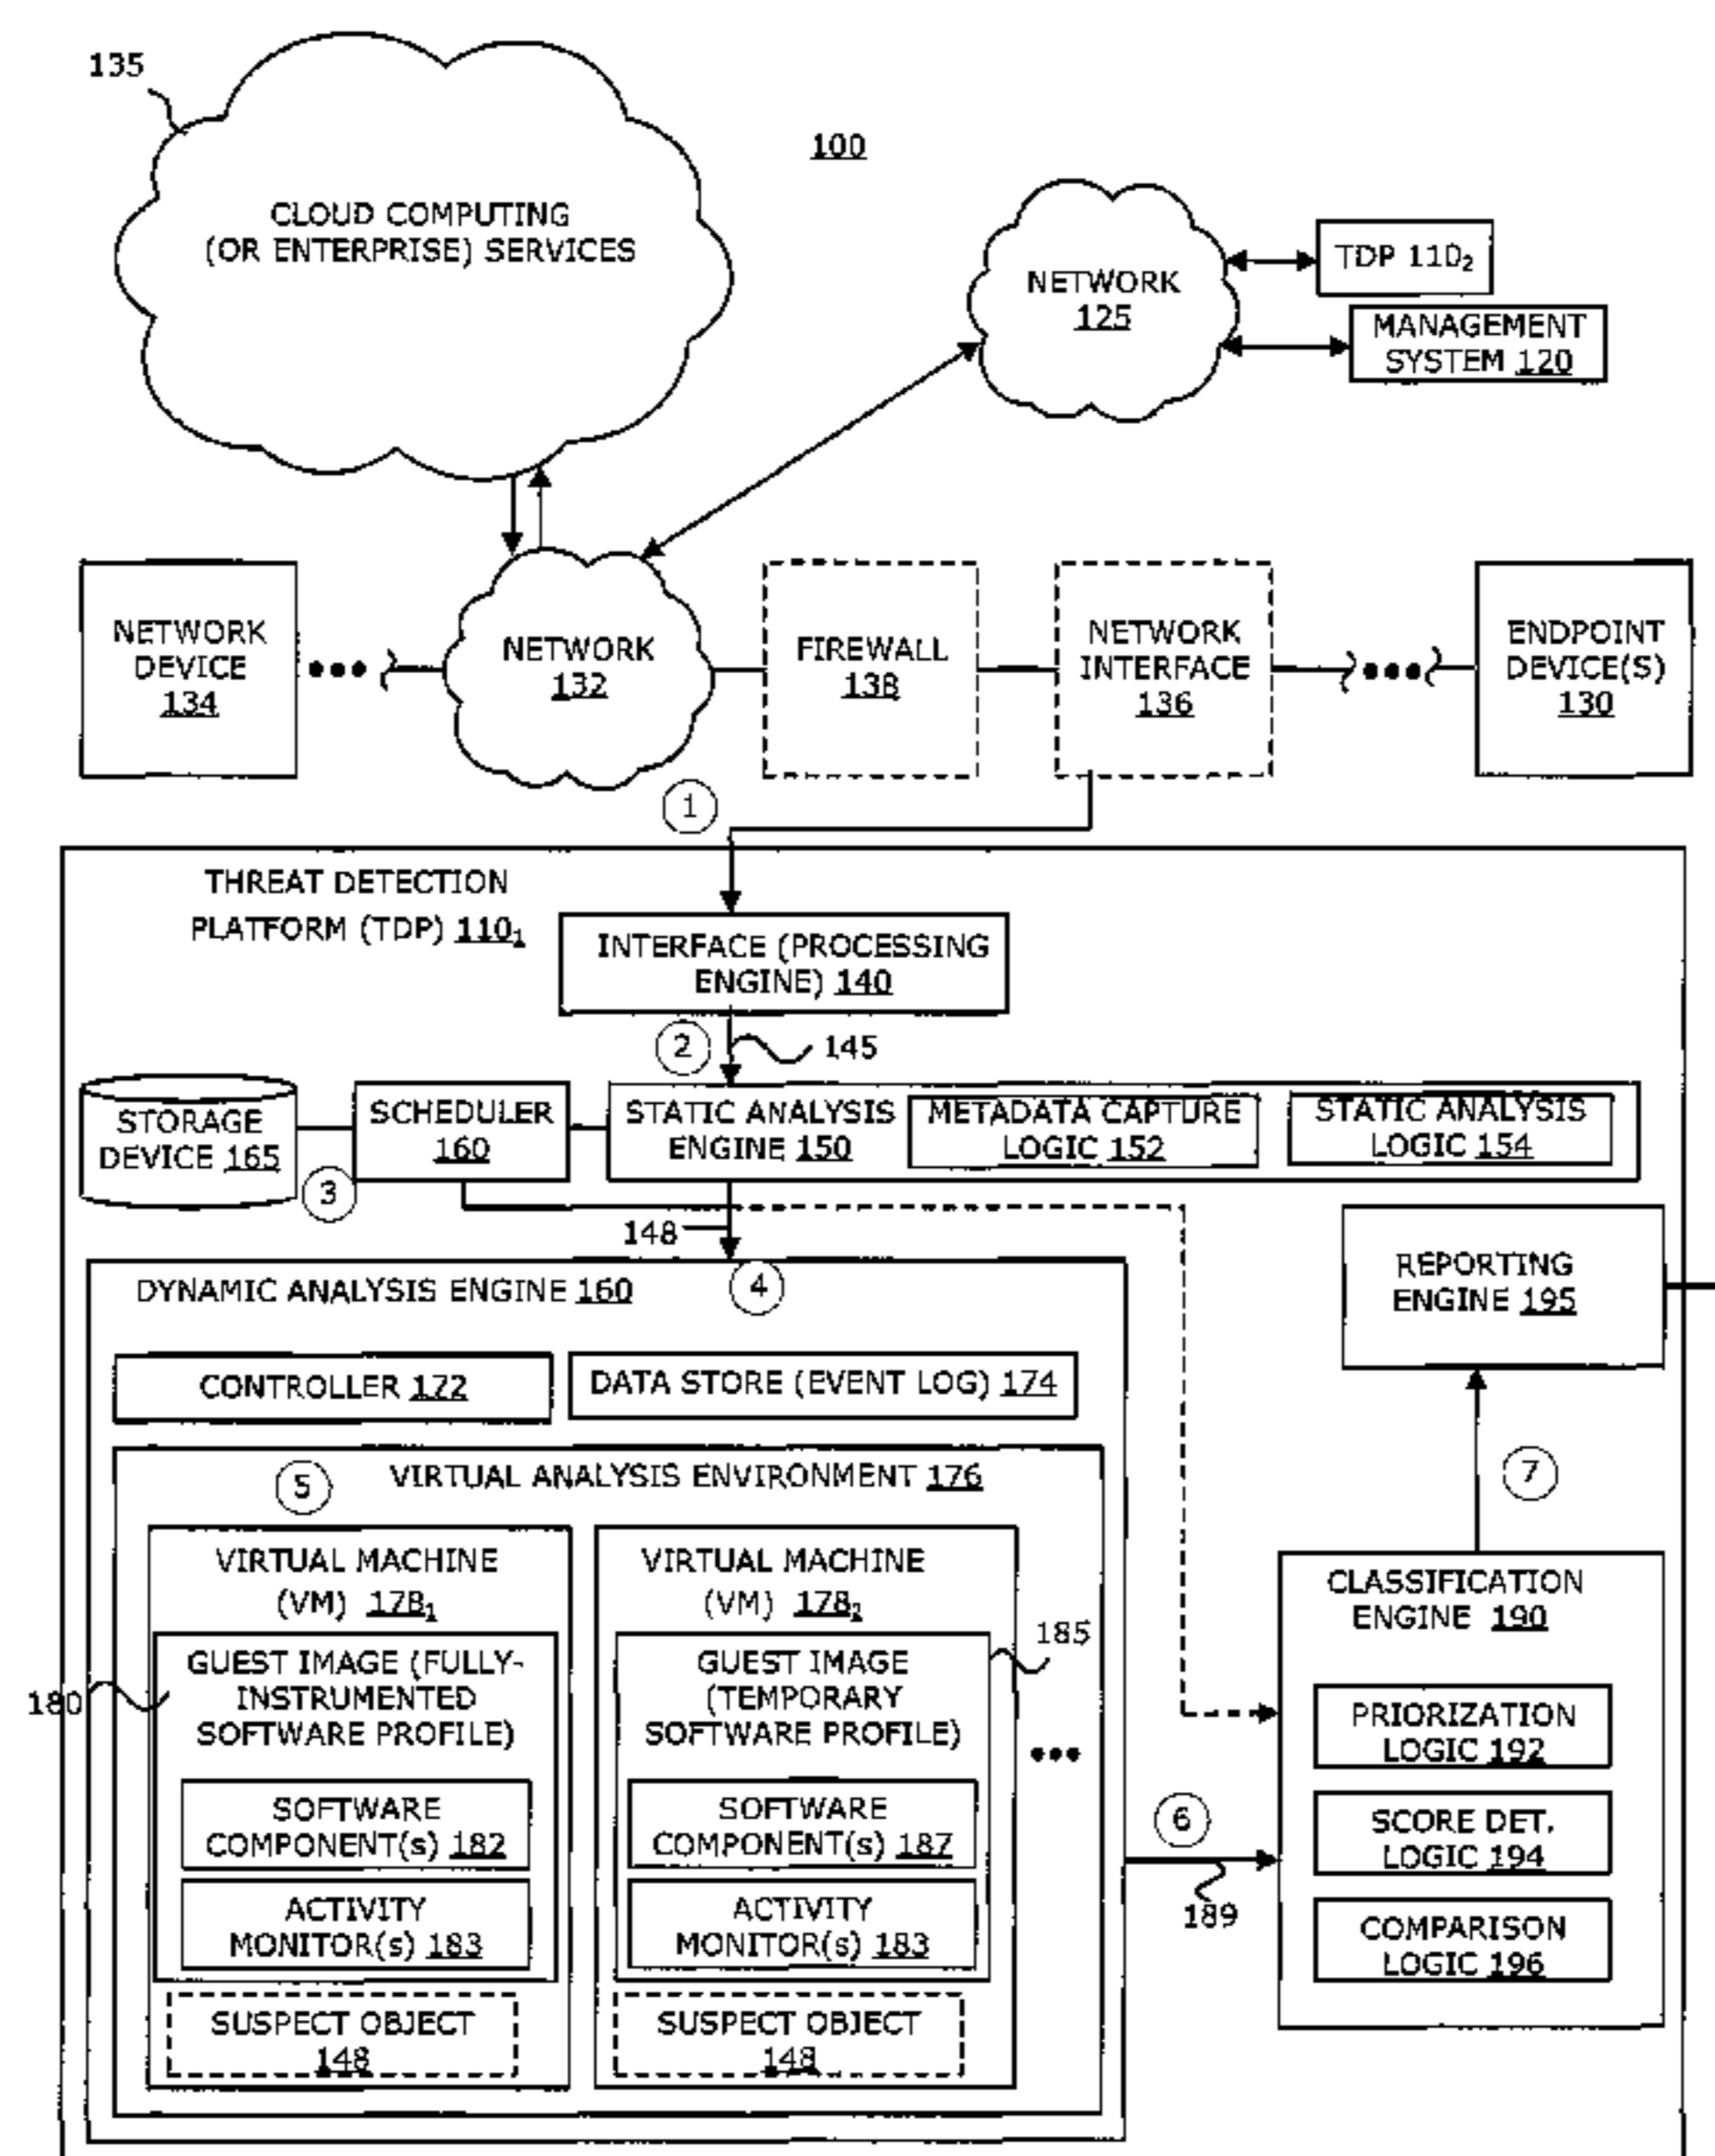 135
100
CLOUD COMPUTING
(OR ENTERPRISE) SERVICES
NETWORK
125
TDP 110₂
MANAGEMENT
SYSTEM 120
NETWORK
DEVICE
134
NETWORK
132
FIREWALL
138
NETWORK
INTERFACE
136
ENDPOINT
DEVICE(S)
130
1
THREAT DETECTION
PLATFORM (TDP) 110₁
INTERFACE (PROCESSING
ENGINE) 140
2
145
STORAGE
DEVICE 165
SCHEDULER
160
STATIC ANALYSIS
ENGINE 150
METADATA CAPTURE
LOGIC 152
STATIC ANALYSIS
LOGIC 154
3
148
4
DYNAMIC ANALYSIS ENGINE 160
REPORTING
ENGINE 195
CONTROLLER 172
DATA STORE (EVENT LOG) 174
5
VIRTUAL ANALYSIS ENVIRONMENT 176
7
VIRTUAL MACHINE
(VM) 178₁
VIRTUAL MACHINE
(VM) 178₂
180
GUEST IMAGE (FULLY-
INSTRUMENTED
SOFTWARE PROFILE)
185
GUEST IMAGE
(TEMPORARY
SOFTWARE PROFILE)
SOFTWARE
COMPONENT(s) 182
SOFTWARE
COMPONENT(s) 187
ACTIVITY
MONITOR(s) 183
ACTIVITY
MONITOR(s) 183
SUSPECT OBJECT
148
SUSPECT OBJECT
148
6
189
CLASSIFICATION
ENGINE 190
PRIORIZATION
LOGIC 192
SCORE DET.
LOGIC 194
COMPARISON
LOGIC 196